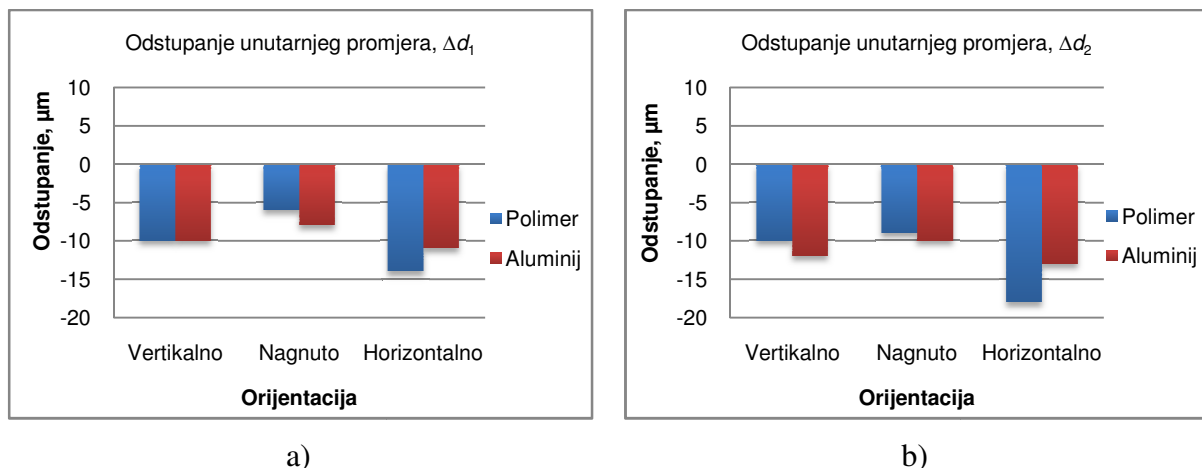 Odstupanje unutarnjeg promjera, Δd₁
Odstupanje, µm
10
5
0
-5
-10
-15
-20
Vertikalno Nagnuto Horizontalno
Orijentacija
Polimer
Aluminij
a)
Odstupanje unutarnjeg promjera, Δd₂
Odstupanje, µm
10
5
0
-5
-10
-15
-20
Vertikalno Nagnuto Horizontalno
Orijentacija
Polimer
Aluminij
b)